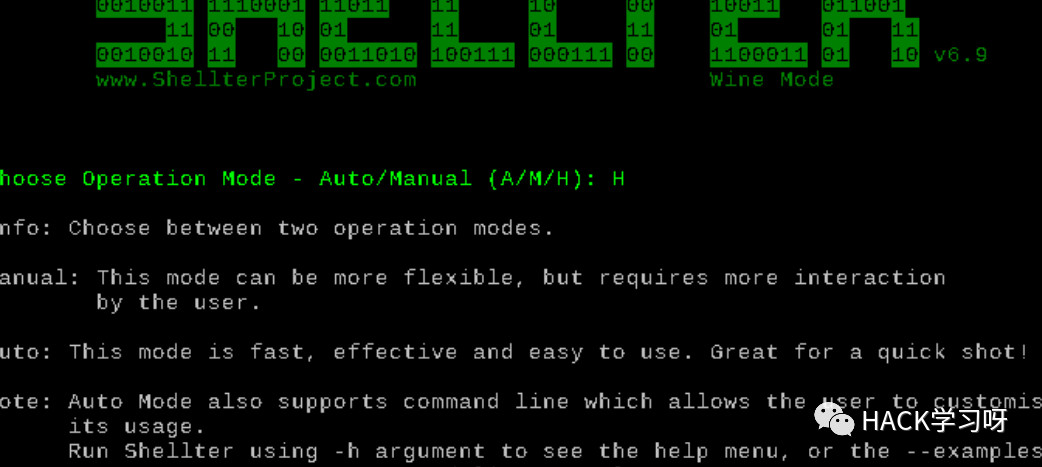 0010011 1110001 11011 11 10 00 10011 011001
11 00 10 01 11 01 11 01 01 11
0010010 11 00 0011010 100111 000111 00 1100011 01 10 v6.9
www.ShellterProject.com Wine Mode
hoose Operation Mode - Auto/Manual (A/M/H): H
nfo: Choose between two operation modes.
anual: This mode can be more flexible, but requires more interaction
by the user.
uto: This mode is fast, effective and easy to use. Great for a quick shot!
ote: Auto Mode also supports command line which allows the user to customis
its usage.
Run Shellter using -h argument to see the help menu, or the --examples
HACK学习呀